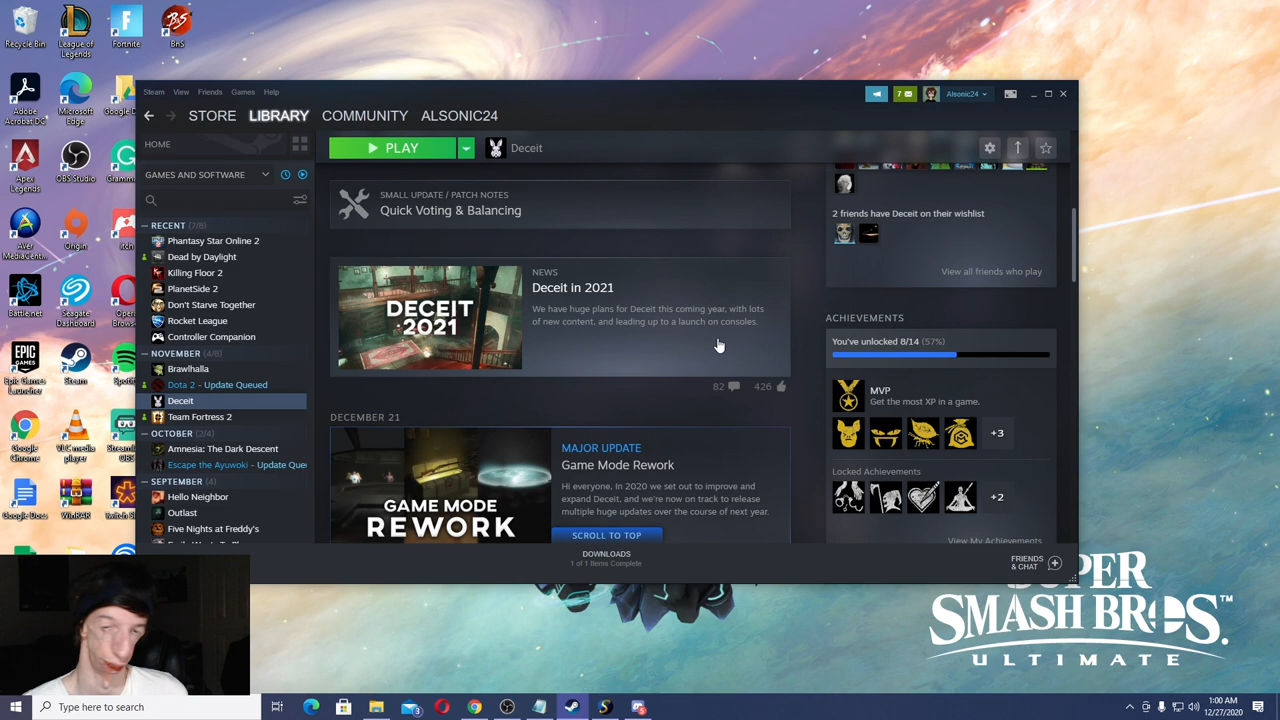 Recycle Bin
League of
Legends
Fortnite
BnS
Adobe
Acrobat DC
Microsoft
Edge
Apex
Legends
OBS Studio
AVer
MediaCent...
Origin
Battle.net
Seagate
Dashboard
Epic Games
Launcher
Steam
Google
Chrome
VLC media
player
Google Docs
WinRAR
Steam View Friends Games Help
7
Alsonic24
STORE LIBRARY COMMUNITY ALSONIC24
HOME
GAMES AND SOFTWARE
RECENT (7/8)
Phantasy Star Online 2
Dead by Daylight
Killing Floor 2
PlanetSide 2
Don't Starve Together
Rocket League
Controller Companion
NOVEMBER (4/8)
Brawlhalla
Dota 2 - Update Queued
Deceit
Team Fortress 2
OCTOBER (2/4)
Amnesia: The Dark Descent
Escape the Ayuwoki - Update Que
SEPTEMBER (4)
Hello Neighbor
Outlast
Five Nights at Freddy's
PLAY
Deceit
SMALL UPDATE / PATCH NOTES
Quick Voting & Balancing
DECEIT
2021
NEWS
Deceit in 2021
We have huge plans for Deceit this coming year, with lots
of new content, and leading up to a launch on consoles.
82 426
DECEMBER 21
GAME MODE
REWORK
MAJOR UPDATE
Game Mode Rework
Hi everyone, In 2020 we set out to improve and
expand Deceit, and we're now on track to release
multiple huge updates over the course of next year.
SCROLL TO TOP
2 friends have Deceit on their wishlist
View all friends who play
ACHIEVEMENTS
You've unlocked 8/14 (57%)
MVP
Get the most XP in a game.
+3
Locked Achievements
+2
View My Achievements
DOWNLOADS
1 of 1 Items Complete
FRIENDS
& CHAT
SUPER
SMASH BROS.™
ULTIMATE
Type here to search
3
1:00 AM
12/27/2020